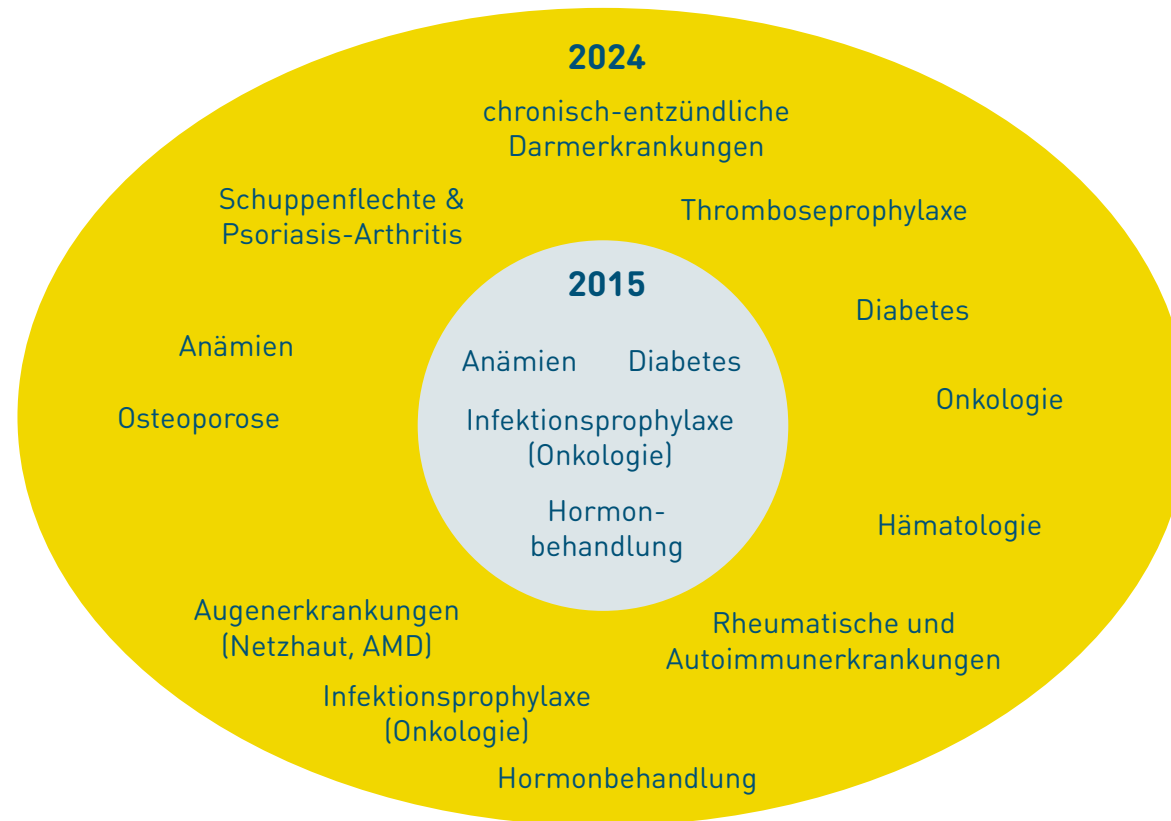 2024
chronisch-entzündliche
Darmerkrankungen
Schuppenflechte &
Psoriasis-Arthritis
Thromboseprophylaxe
2015
Diabetes
Anämien
Anämien
Diabetes
Onkologie
Osteoporose
Infektionsprophylaxe
(Onkologie)
Hormon-
behandlung
Hämatologie
Augenerkrankungen
(Netzhaut, AMD)
Rheumatische und
Autoimmunerkrankungen
Infektionsprophylaxe
(Onkologie)
Hormonbehandlung